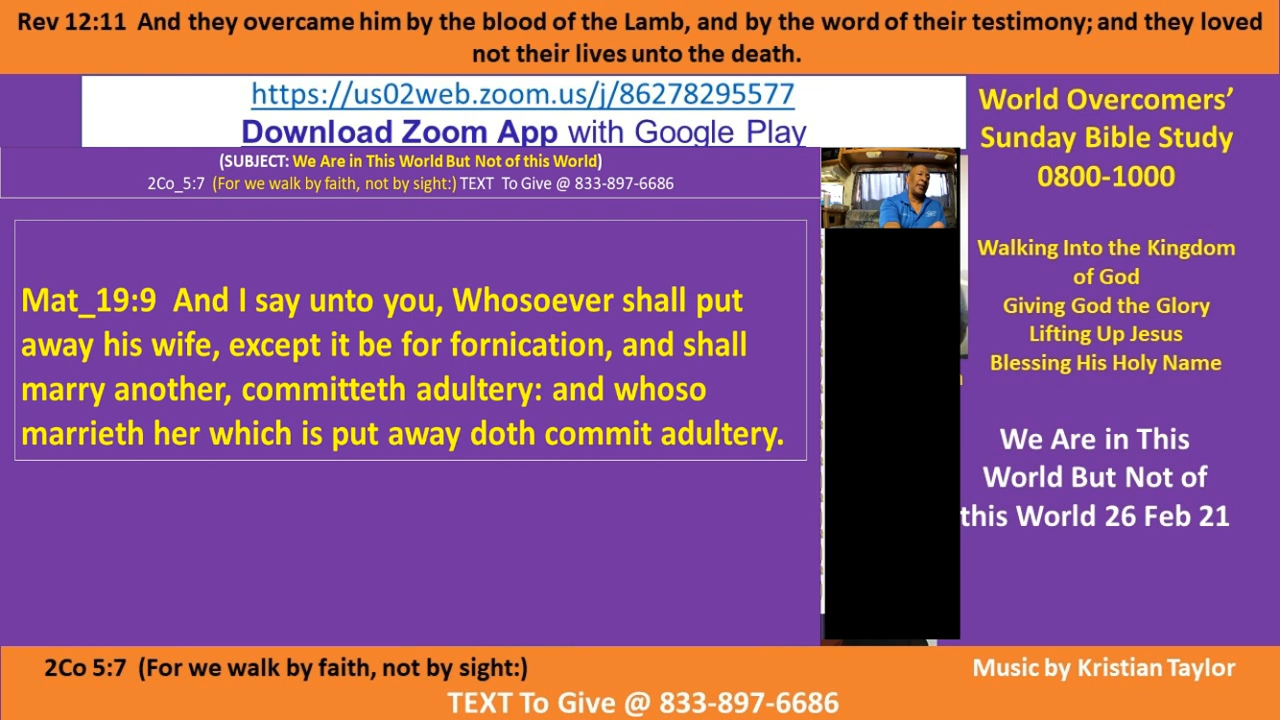 Rev 12:11 And they overcame him by the blood of the Lamb, and by the word of their testimony; and they loved
not their lives unto the death.
https://us02web.zoom.us/j/86278295577
Download Zoom App with Google Play
(SUBJECT: We Are in This World But Not of this World)
2Co_5:7 (For we walk by faith, not by sight:) TEXT To Give @ 833-897-6686
Mat_19:9 And I say unto you, Whosoever shall put
away his wife, except it be for fornication, and shall
marry another, committeth adultery: and whoso
marrieth her which is put away doth commit adultery.
World Overcomers’
Sunday Bible Study
0800-1000
Walking Into the Kingdom
of God
Giving God the Glory
Lifting Up Jesus
Blessing His Holy Name
We Are in This
World But Not of
this World 26 Feb 21
2Co 5:7 (For we walk by faith, not by sight:)
Music by Kristian Taylor
TEXT To Give @ 833-897-6686